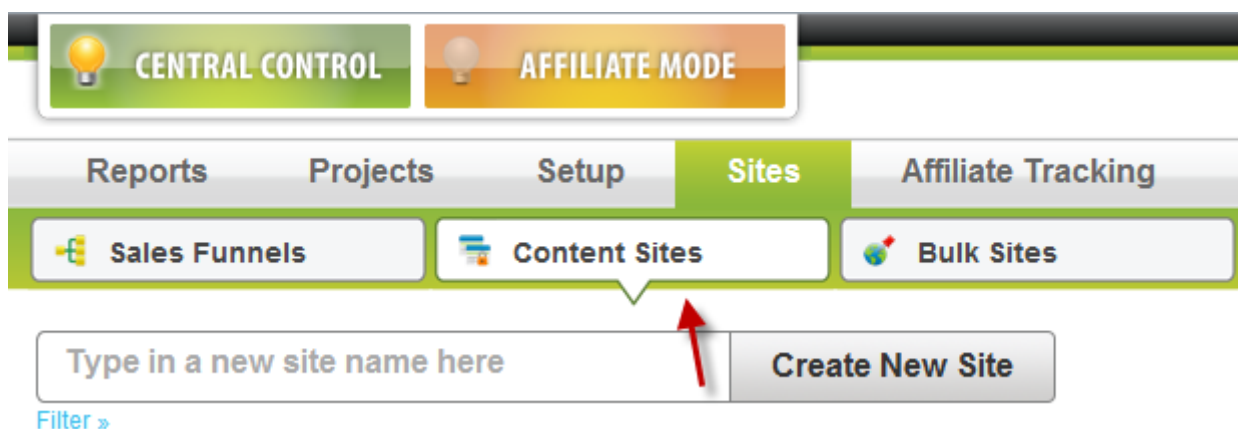 CENTRAL CONTROL AFFILIATE MODE
Reports Projects Setup Sites Affiliate Tracking
Sales Funnels Content Sites Bulk Sites
Type in a new site name here Create New Site
Filter »